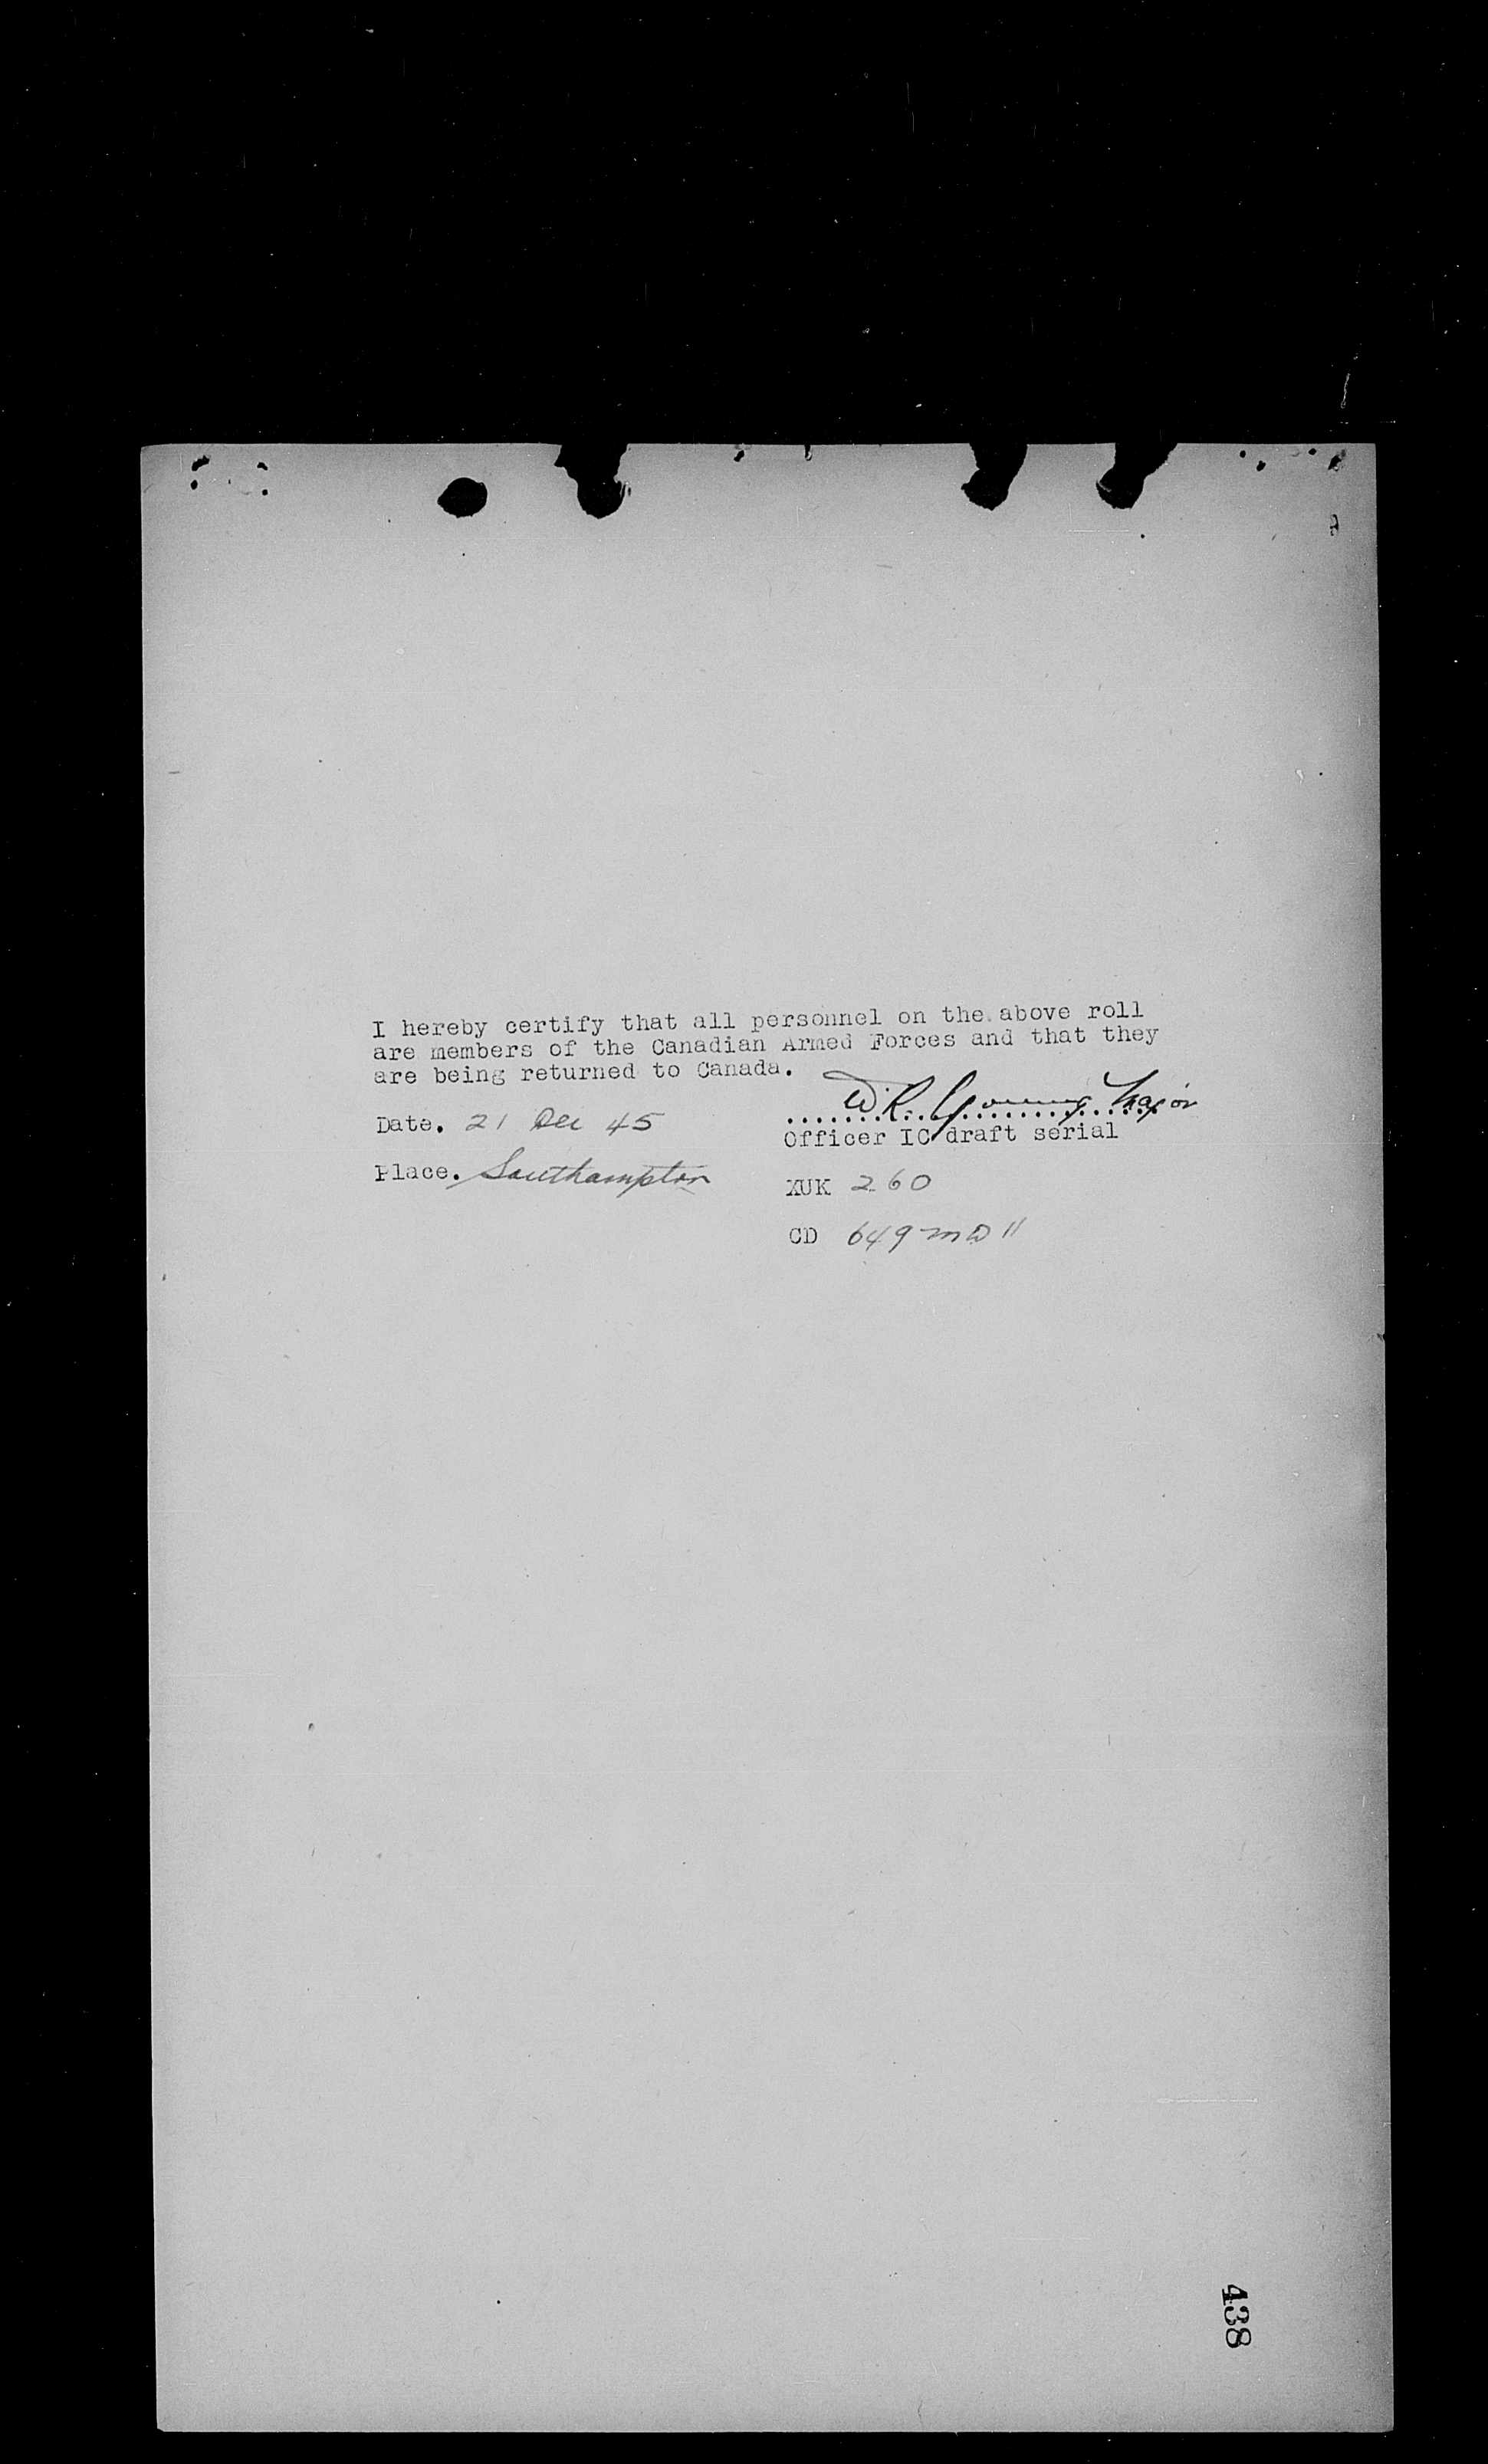 I hereby certify that all personnel on the above roll
are members of the Canadian Armed Forces and that they
are being returned to Canada.
W.R. Young Major
Date. 21 Dec 45
Officer IC draft serial
Place. Southampton
XUK 260
CD 649 MD 11
438